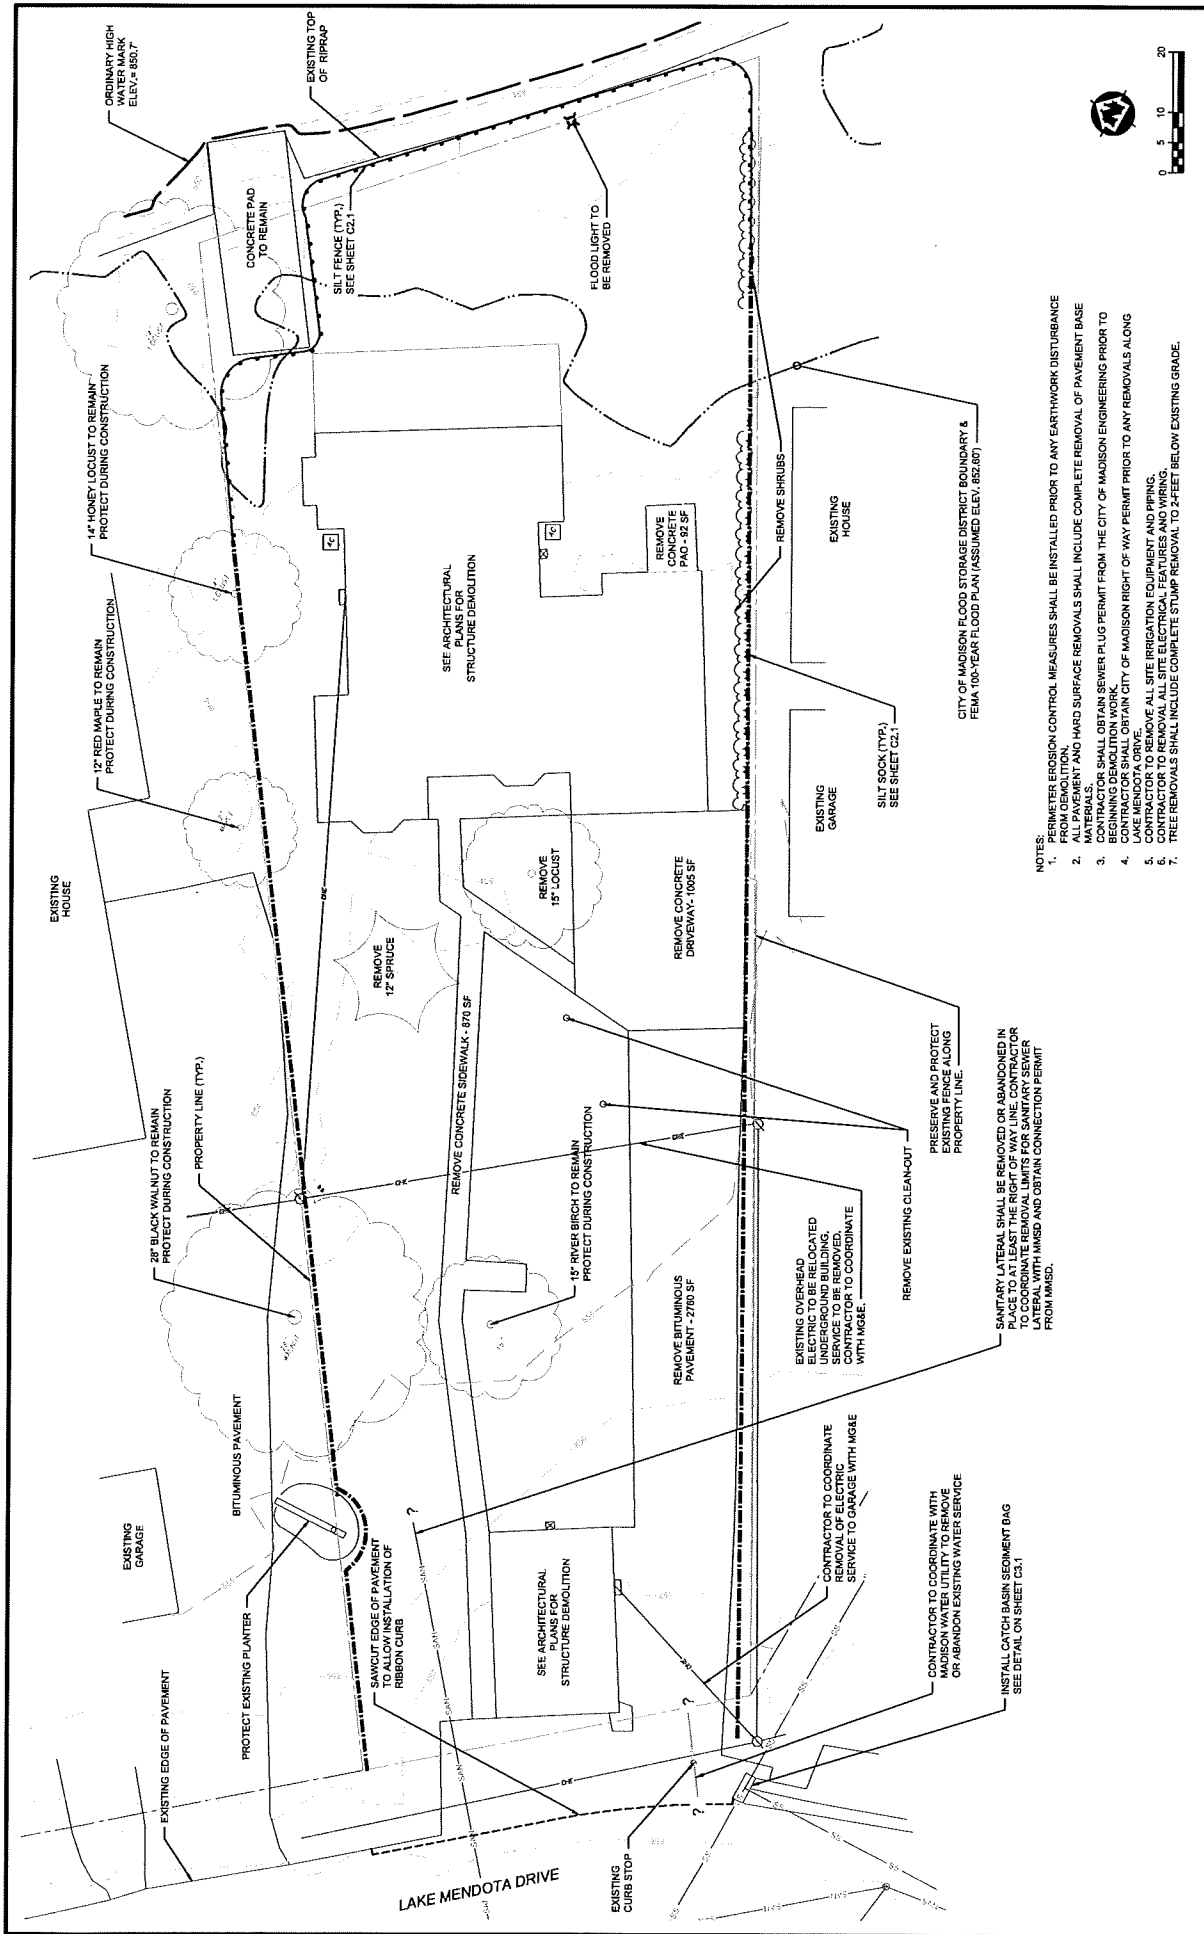 ORDINARY HIGH
WATER MARK
ELEV.= 850.7'
EXISTING TOP
OF RIPRAP
CONCRETE PAD
TO REMAIN
SILT FENCE (TYP.)
SEE SHEET C2.1
FLOOD LIGHT TO
BE REMOVED
14" HONEY LOCUST TO REMAIN
PROTECT DURING CONSTRUCTION
12" RED MAPLE TO REMAIN
PROTECT DURING CONSTRUCTION
EXISTING
HOUSE
SEE ARCHITECTURAL
PLANS FOR
STRUCTURE DEMOLITION
REMOVE
CONCRETE
PAD - 92 SF
REMOVE SHRUBS
EXISTING
HOUSE
CITY OF MADISON FLOOD STORAGE DISTRICT BOUNDARY &
FEMA 100-YEAR FLOOD PLAN (ASSUMED ELEV. 852.60')
SILT SOCK (TYP.)
SEE SHEET C2.1
EXISTING
GARAGE
REMOVE
15" LOCUST
REMOVE
12" SPRUCE
REMOVE CONCRETE
DRIVEWAY- 1005 SF
REMOVE CONCRETE SIDEWALK - 870 SF
28" BLACK WALNUT TO REMAIN
PROTECT DURING CONSTRUCTION
PROPERTY LINE (TYP.)
15" RIVER BIRCH TO REMAIN
PROTECT DURING CONSTRUCTION
REMOVE BITUMINOUS
PAVEMENT - 2760 SF
PRESERVE AND PROTECT
EXISTING FENCE ALONG
PROPERTY LINE.
REMOVE EXISTING CLEAN-OUT
EXISTING OVERHEAD
ELECTRIC TO BE RELOCATED
UNDERGROUND BUILDING,
SERVICE TO BE REMOVED,
CONTRACTOR TO COORDINATE
WITH MG&E.
SANITARY LATERAL SHALL BE REMOVED OR ABANDONED IN
PLACE TO AT LEAST THE RIGHT OF WAY LINE, CONTRACTOR
TO COORDINATE REMOVAL LIMITS FOR SANITARY SEWER
LATERAL WITH MMSD AND OBTAIN CONNECTION PERMIT
FROM MMSD.
BITUMINOUS PAVEMENT
EXISTING
GARAGE
PROTECT EXISTING PLANTER
EXISTING EDGE OF PAVEMENT
SAWCUT EDGE OF PAVEMENT
TO ALLOW INSTALLATION OF
RIBBON CURB
SEE ARCHITECTURAL
PLANS FOR
STRUCTURE DEMOLITION
CONTRACTOR TO COORDINATE
REMOVAL OF ELECTRIC
SERVICE TO GARAGE WITH MG&E
CONTRACTOR TO COORDINATE WITH
MADISON WATER UTILITY TO REMOVE
OR ABANDON EXISTING WATER SERVICE
INSTALL CATCH BASIN SEDIMENT BAG
SEE DETAIL ON SHEET C3.1
EXISTING
CURB STOP
LAKE MENDOTA DRIVE
NOTES:
1. PERIMETER EROSION CONTROL MEASURES SHALL BE INSTALLED PRIOR TO ANY EARTHWORK DISTURBANCE
FROM DEMOLITION.
2. ALL PAVEMENT AND HARD SURFACE REMOVALS SHALL INCLUDE COMPLETE REMOVAL OF PAVEMENT BASE
MATERIALS.
3. CONTRACTOR SHALL OBTAIN SEWER PLUG PERMIT FROM THE CITY OF MADISON ENGINEERING PRIOR TO
BEGINNING DEMOLITION WORK.
4. CONTRACTOR SHALL OBTAIN CITY OF MADISON RIGHT OF WAY PERMIT PRIOR TO ANY REMOVALS ALONG
LAKE MENDOTA DRIVE.
5. CONTRACTOR TO REMOVE ALL SITE IRRIGATION EQUIPMENT AND PIPING.
6. CONTRACTOR TO REMOVAL ALL SITE ELECTRICAL FEATURES AND WIRING.
7. TREE REMOVALS SHALL INCLUDE COMPLETE STUMP REMOVAL TO 2-FEET BELOW EXISTING GRADE.
0 5 10 20